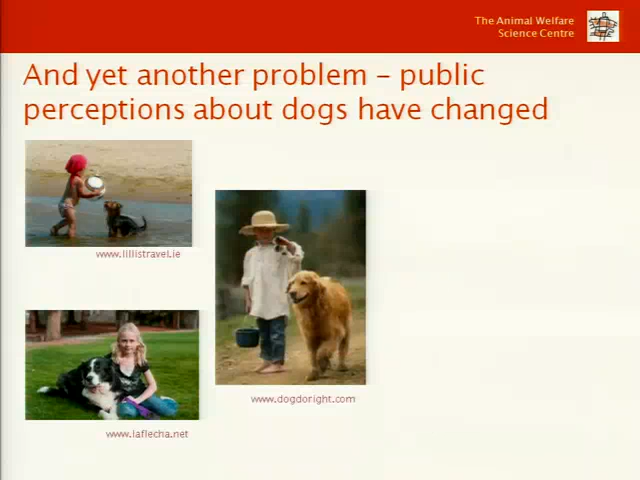 The Animal Welfare
Science Centre
And yet another problem – public
perceptions about dogs have changed
www.lillistravel.ie
www.dogdoright.com
www.laflecha.net